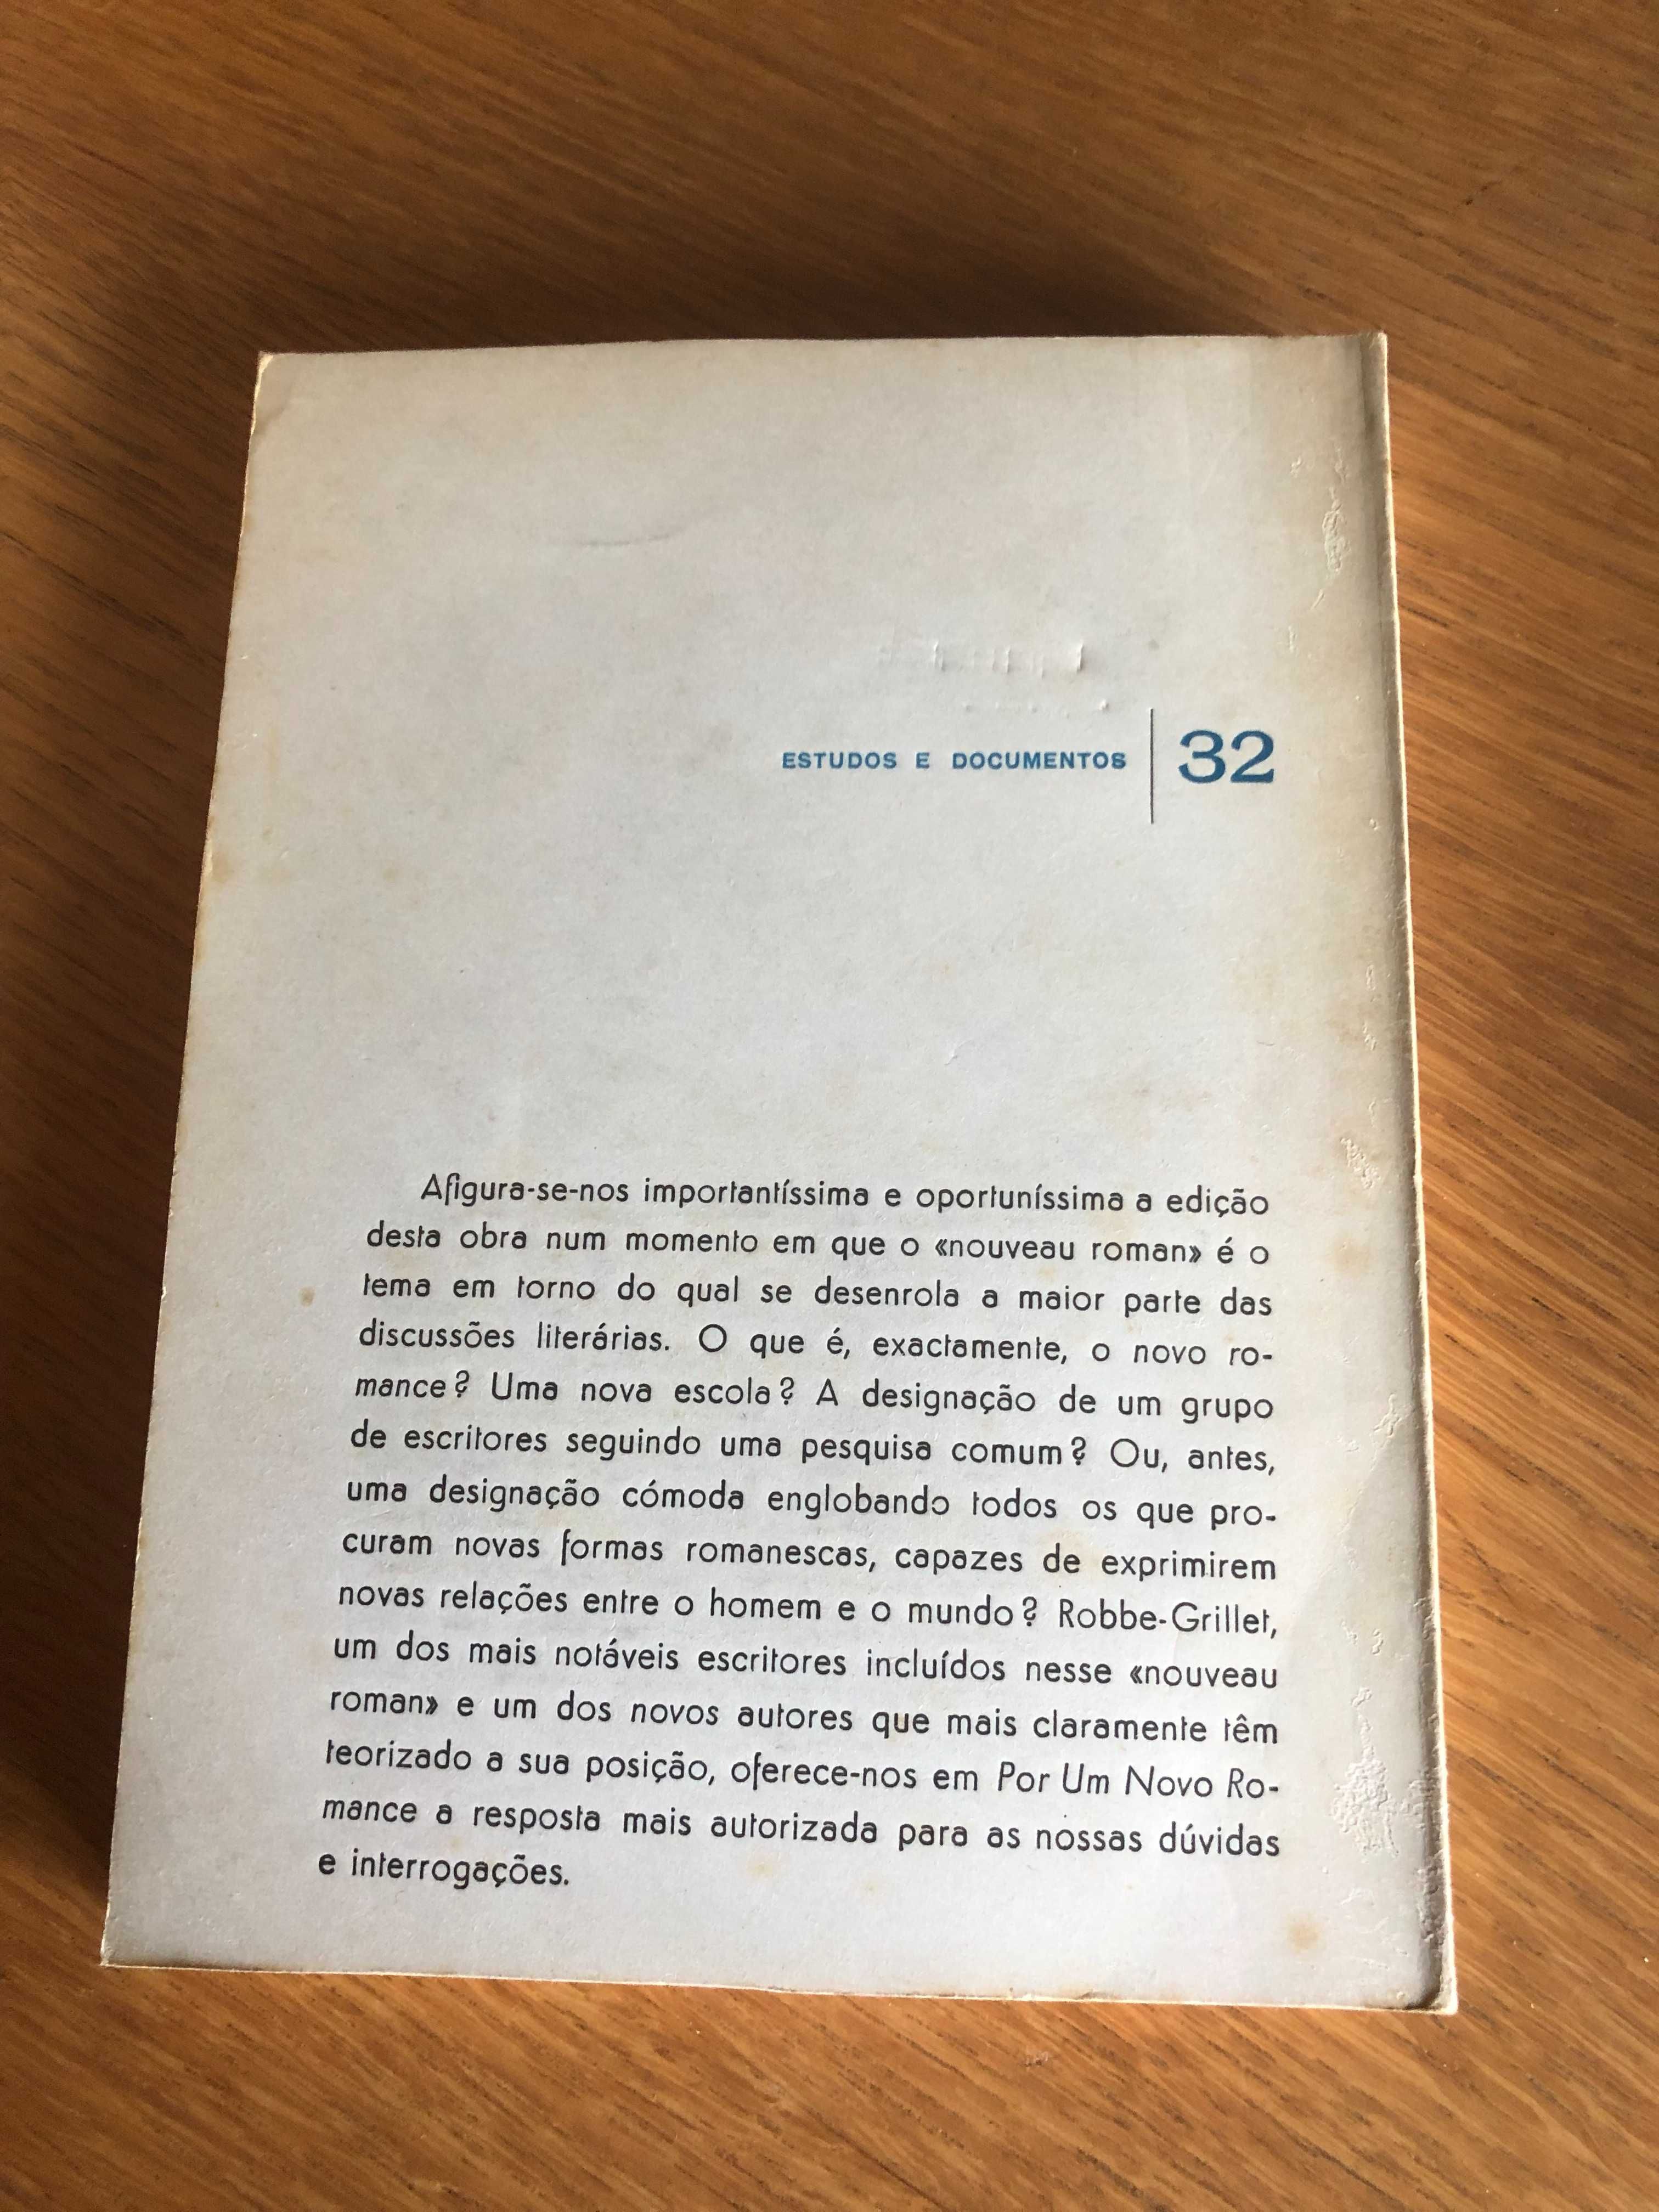 ESTUDOS E DOCUMENTOS 32
Afigura-se-nos importantíssima e oportuníssima a edição
desta obra num momento em que o «nouveau roman» é o
tema em torno do qual se desenrola a maior parte das
discussões literárias. O que é, exactamente, o novo ro-
mance? Uma nova escola? A designação de um grupo
de escritores seguindo uma pesquisa comum? Ou, antes,
uma designação cómoda englobando todos os que pro-
curam novas formas romanescas, capazes de exprimirem
novas relações entre o homem e o mundo? Robbe-Grillet,
um dos mais notáveis escritores incluídos nesse «nouveau
roman» e um dos novos autores que mais claramente têm
teorizado a sua posição, oferece-nos em Por Um Novo Ro-
mance a resposta mais autorizada para as nossas dúvidas
e interrogações.